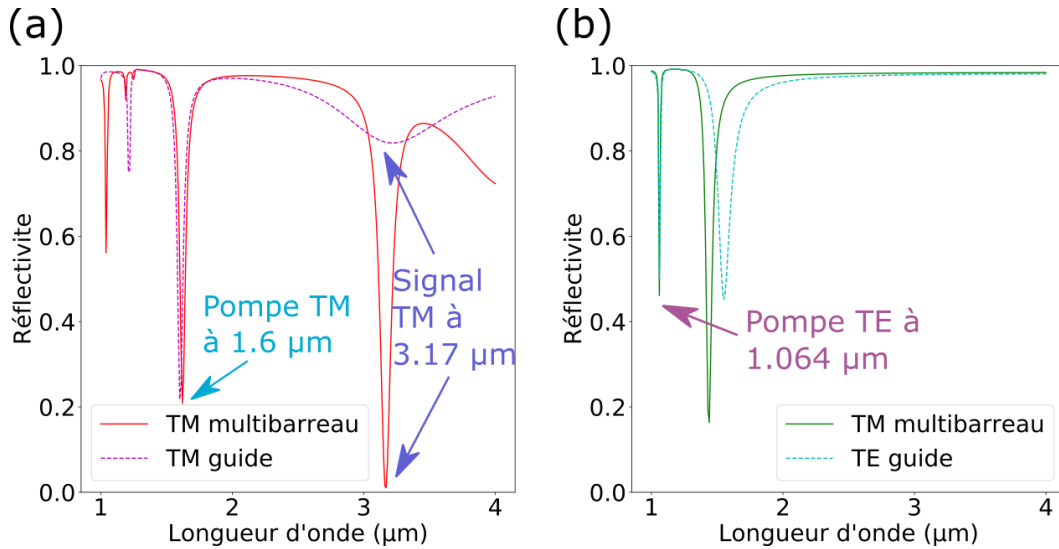 (a)
1.0
0.8
0.6
0.4
0.2
0.0
Réflectivite
Pompe TM
à 1.6 µm
Signal
TM à
3.17 µm
TM multibarreau
TM guide
1
2
3
4
Longueur d'onde (µm)
(b)
1.0
0.8
0.6
0.4
0.2
0.0
Réflectivite
Pompe TE à
1.064 µm
TM multibarreau
TE guide
1
2
3
4
Longueur d'onde (µm)